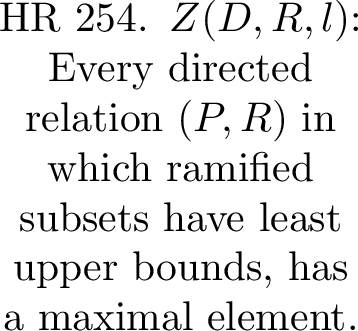 HR 254. Z(D, R, l):
Every directed
relation (P, R) in
which ramified
subsets have least
upper bounds, has
a maximal element.